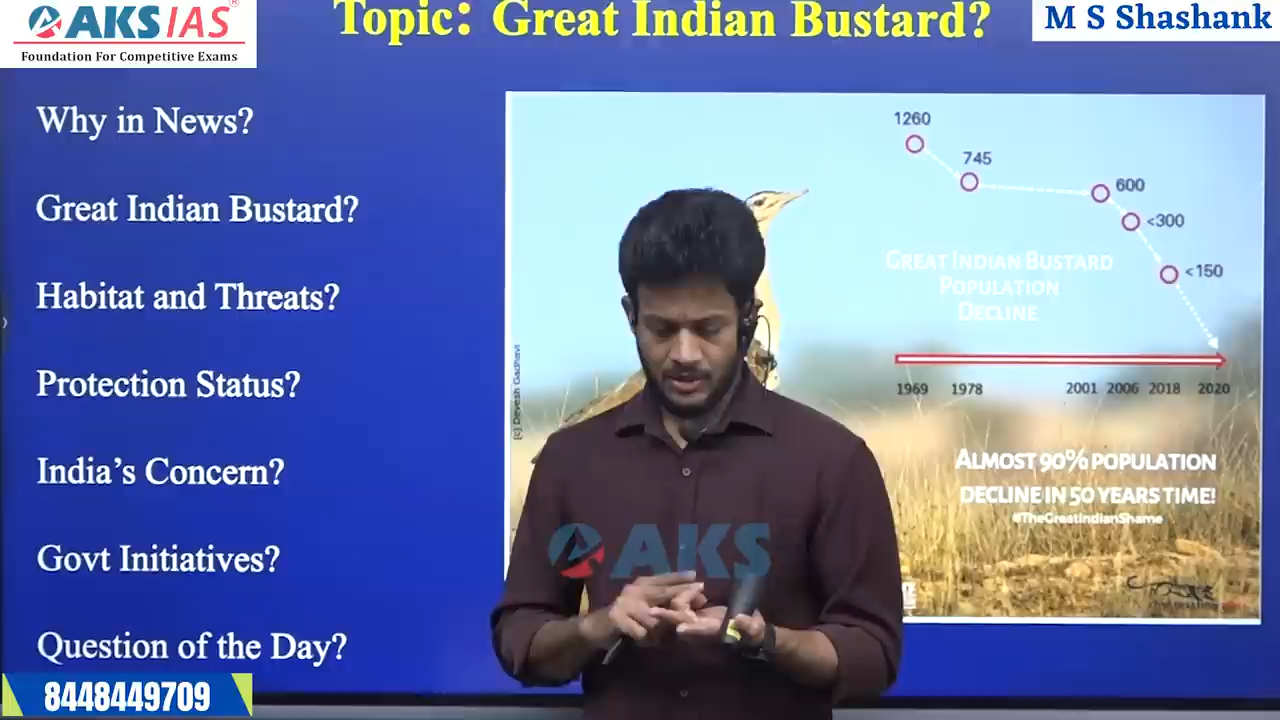 AKS IAS®
Foundation For Competitive Exams
Topic: Great Indian Bustard?
M S Shashank
Why in News?
Great Indian Bustard?
Habitat and Threats?
Protection Status?
India's Concern?
Govt Initiatives?
Question of the Day?
8448449709
1260
745
600
<300
<150
GREAT INDIAN BUSTARD
POPULATION
DECLINE
1969 1978 2001 2006 2018 2020
ALMOST 90% POPULATION
DECLINE IN 50 YEARS TIME!
#TheGreatIndianShame
(c) Devesh Gadhavi
AKS